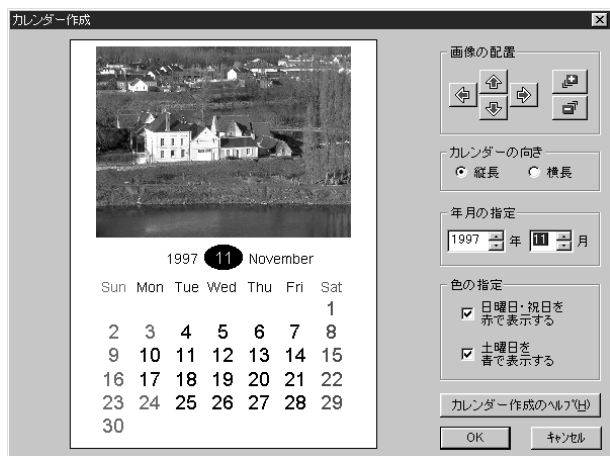 カレンダー作成
1997 11 November
Sun Mon Tue Wed Thu Fri Sat
1
2 3 4 5 6 7 8
9 10 11 12 13 14 15
16 17 18 19 20 21 22
23 24 25 26 27 28 29
30
画像の配置
カレンダーの向き
縦長 横長
年月の指定
1997 年 11 月
色の指定
日曜日・祝日を
赤で表示する
土曜日を
青で表示する
カレンダー作成のヘルプ(H)
OK キャンセル